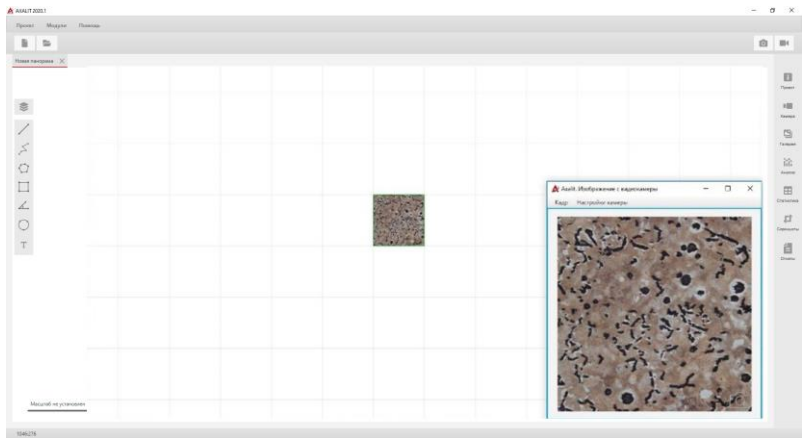 AXALIT 2020.1
Проект Модули Помощь
Новая панорама
Проект
Камера
Галерея
Анализ
Статистика
Скриншоты
Отчеты
T
Axalit. Изображение с видеокамеры
Кадр Настройки камеры
Масштаб не установлен